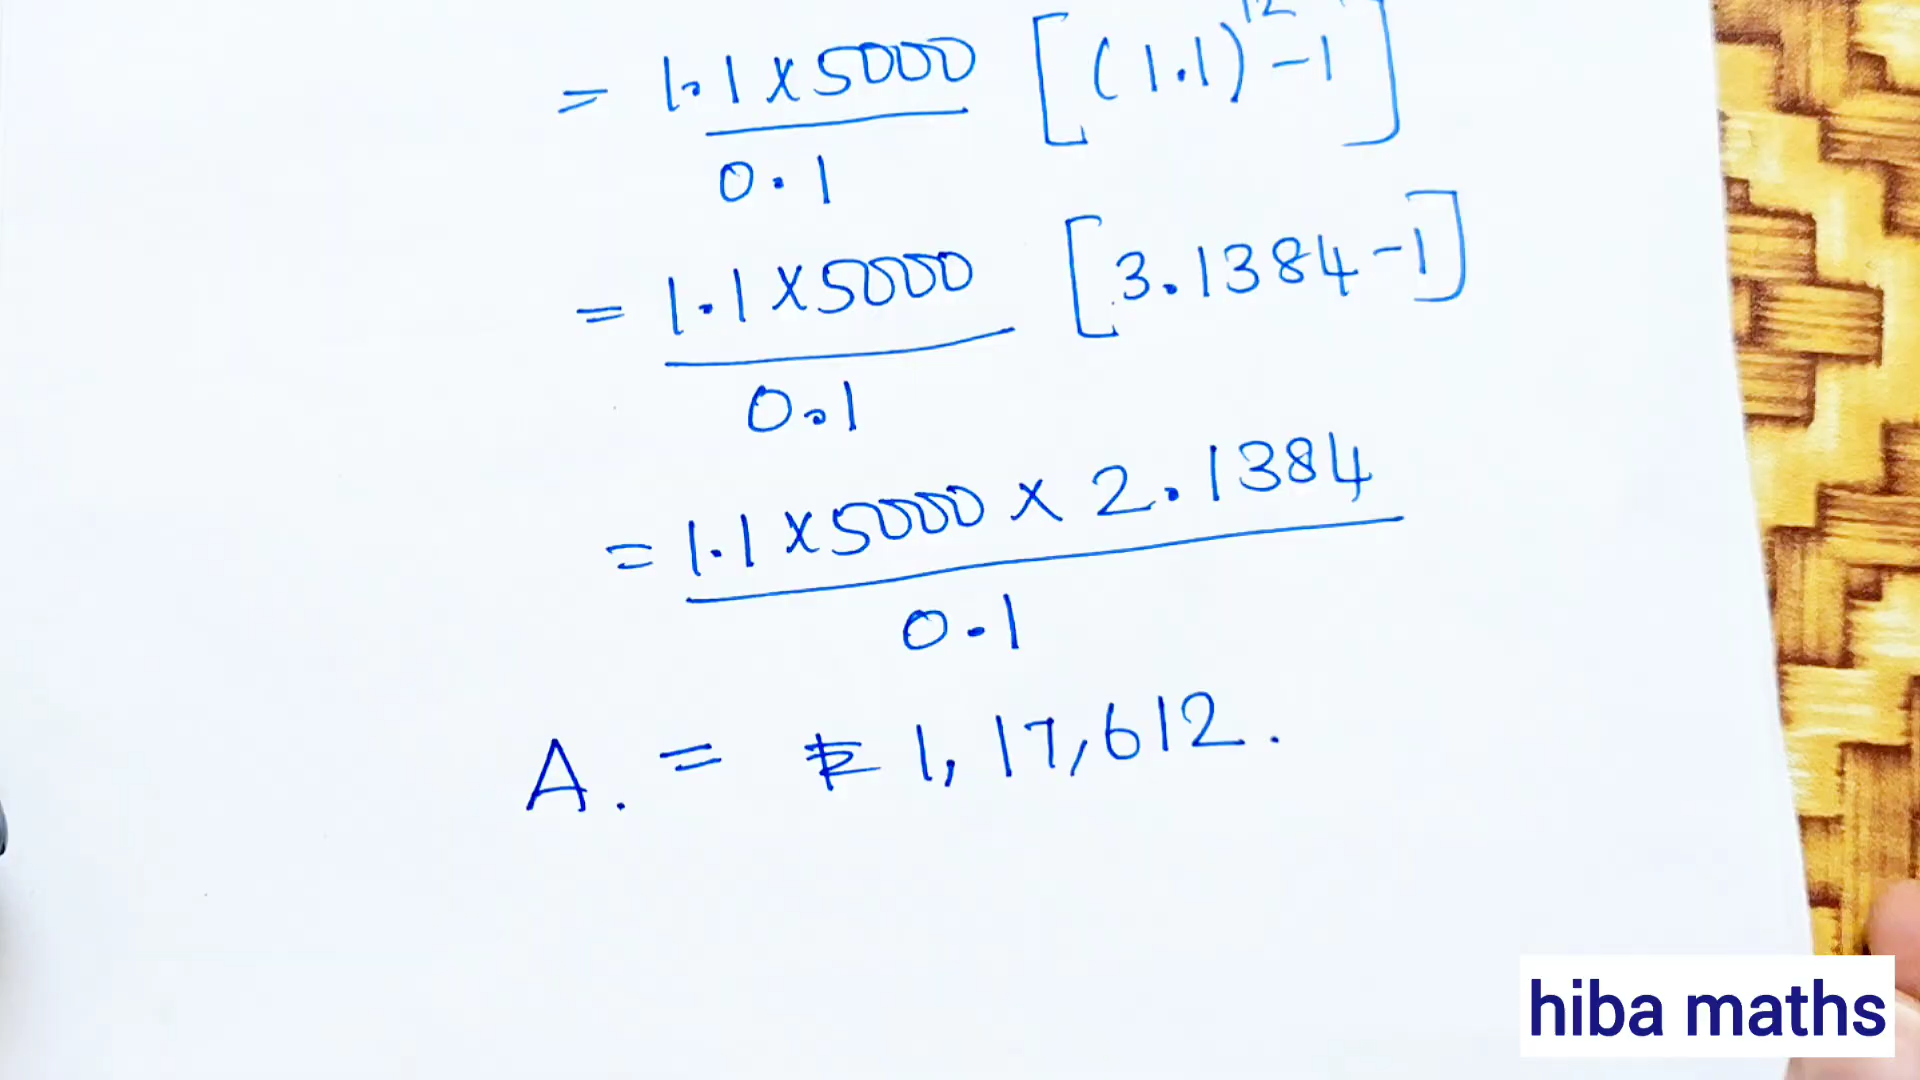 = 1.1 x 5000 [(1.1)^12 - 1]
0.1
= 1.1 x 5000 [3.1384 - 1]
0.1
= 1.1 x 5000 x 2.1384
0.1
A. = ₹ 1,17,612.
hiba maths